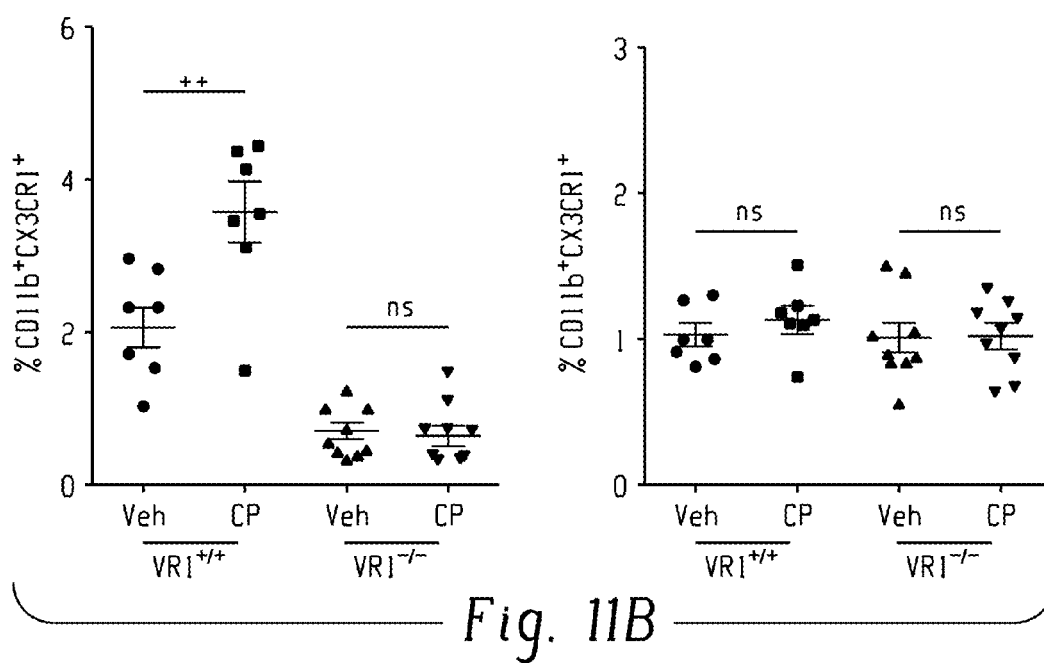 % CD11b⁺CX3CR1⁺
6
4
2
0
++
ns
Veh CP Veh CP
VR1⁺/⁺ VR1⁻/⁻
% CD11b⁺CX3CR1⁺
3
2
1
0
ns ns
Veh CP Veh CP
VR1⁺/⁺ VR1⁻/⁻
Fig. 11B